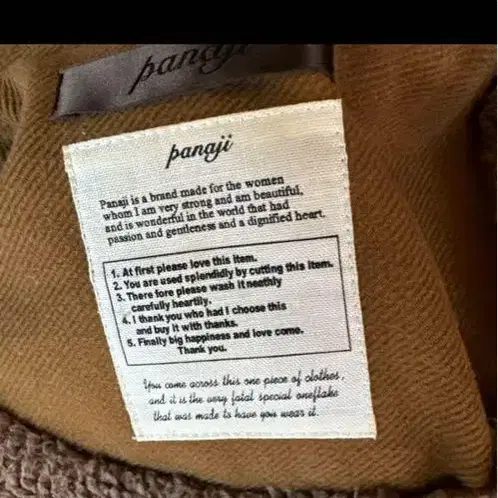 panaji
panaji
Panaji is a brand made for the women
whom I am very strong and am beautiful,
and is wonderful in the world that had
passion and gentleness and a dignified heart.
1. At first please love this item.
2. You are used splendidly by cutting this item.
3. There fore please wash it neathly
carefully heartily.
4. I thank you who had I choose this
and buy it with thanks.
5. Finally big happiness and love come.
Thank you.
You come across this one piece of clothes,
and it is the very fatal special oneflake
that was made to have you wear it.